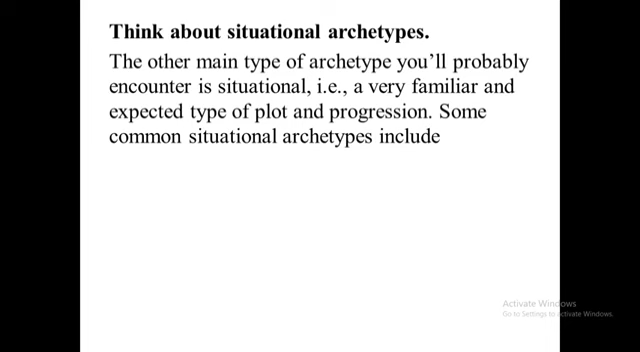 Think about situational archetypes.
The other main type of archetype you’ll probably
encounter is situational, i.e., a very familiar and
expected type of plot and progression. Some
common situational archetypes include
Activate Windows
Go to Settings to activate Windows.